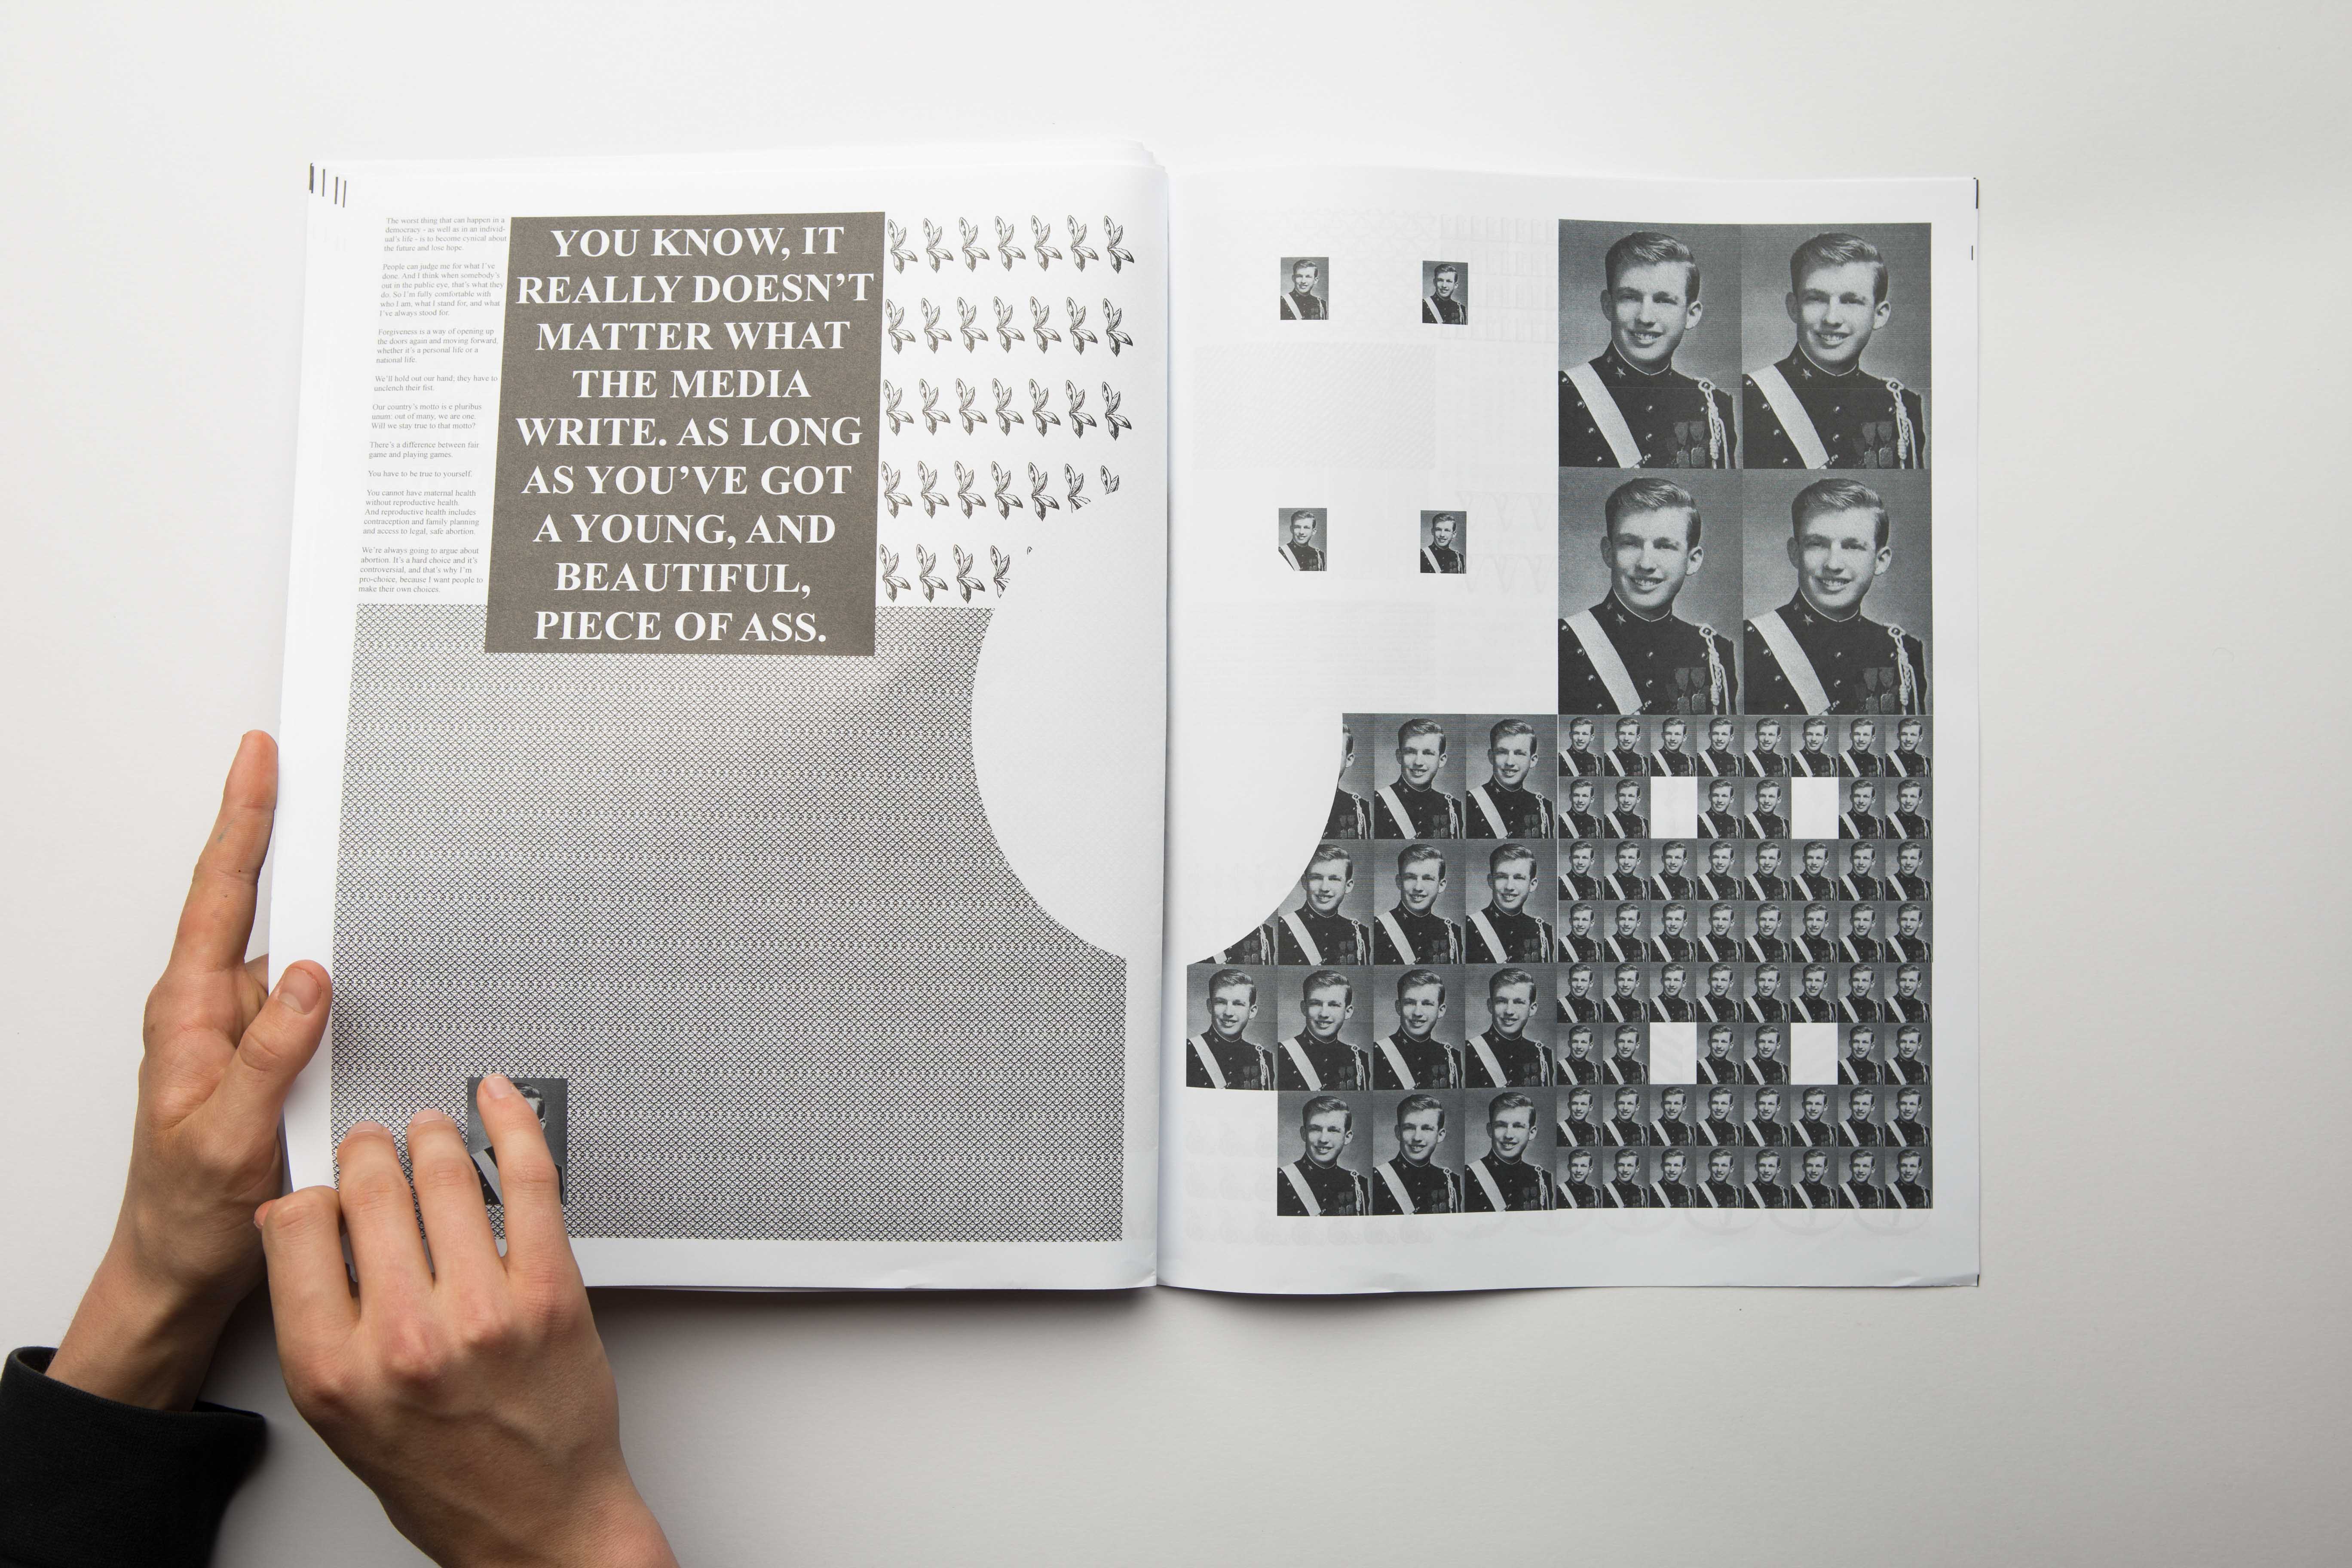 The worst thing that can happen in a
democracy - as well as in an individ-
ual's life - is to become cynical about
the future and lose hope.
People can judge me for what I've
done. And I think when somebody's
out in the public eye, that's what they
do. So I'm fully comfortable with
who I am, what I stand for, and what
I've always stood for.
Forgiveness is a way of opening up
the doors again and moving forward,
whether it's a personal life or a
national life.
We'll hold out our hand, they have to
unclench their fist.
Our country's motto is e pluribus
unum: out of many, we are one.
Will we stay true to that motto?
There's a difference between fair
game and playing games.
You have to be true to yourself.
You cannot have maternal health
without reproductive health.
And reproductive health includes
contraception and family planning
and access to legal, safe abortion.
We're always going to argue about
abortion. It's a hard choice and it's
controversial, and that's why I'm
pro-choice, because I want people to
make their own choices.
YOU KNOW, IT
REALLY DOESN'T
MATTER WHAT
THE MEDIA
WRITE. AS LONG
AS YOU'VE GOT
A YOUNG, AND
BEAUTIFUL,
PIECE OF ASS.